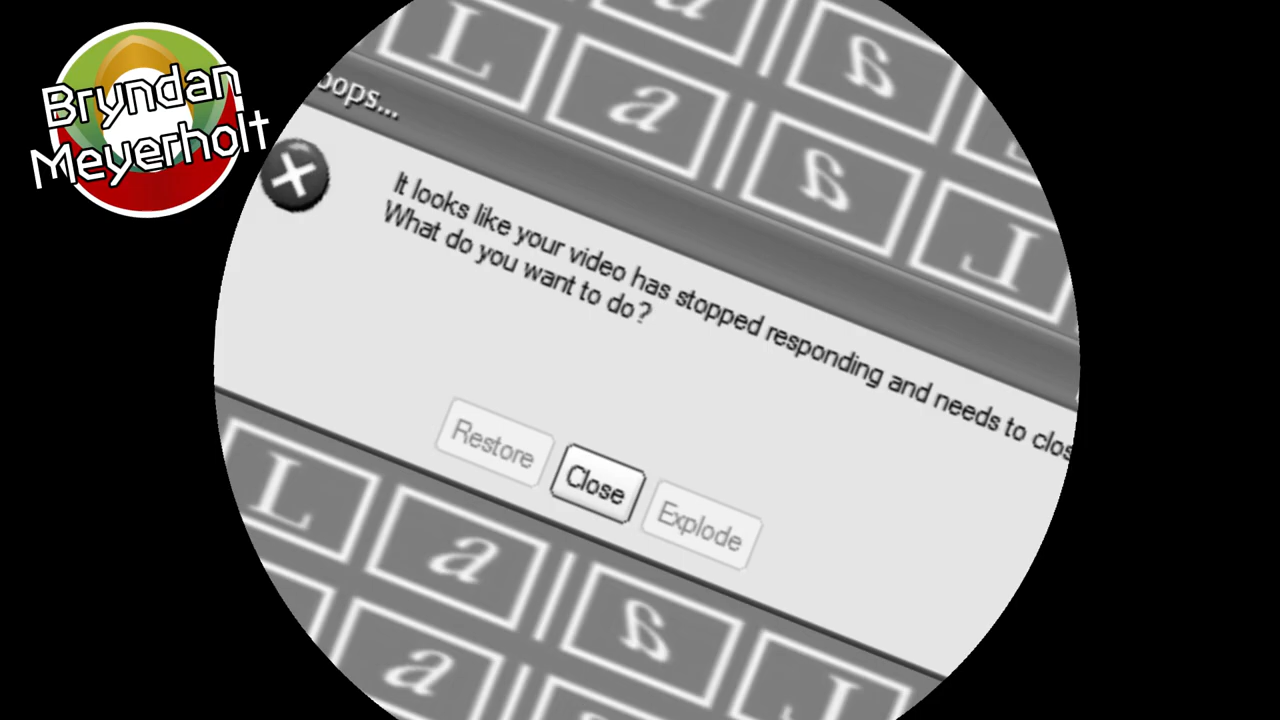 Bryndan
Meyerholt
oops...
It looks like your video has stopped responding and needs to clos
What do you want to do?
Restore
Close
Explode
L
a
L
a
L
a
a